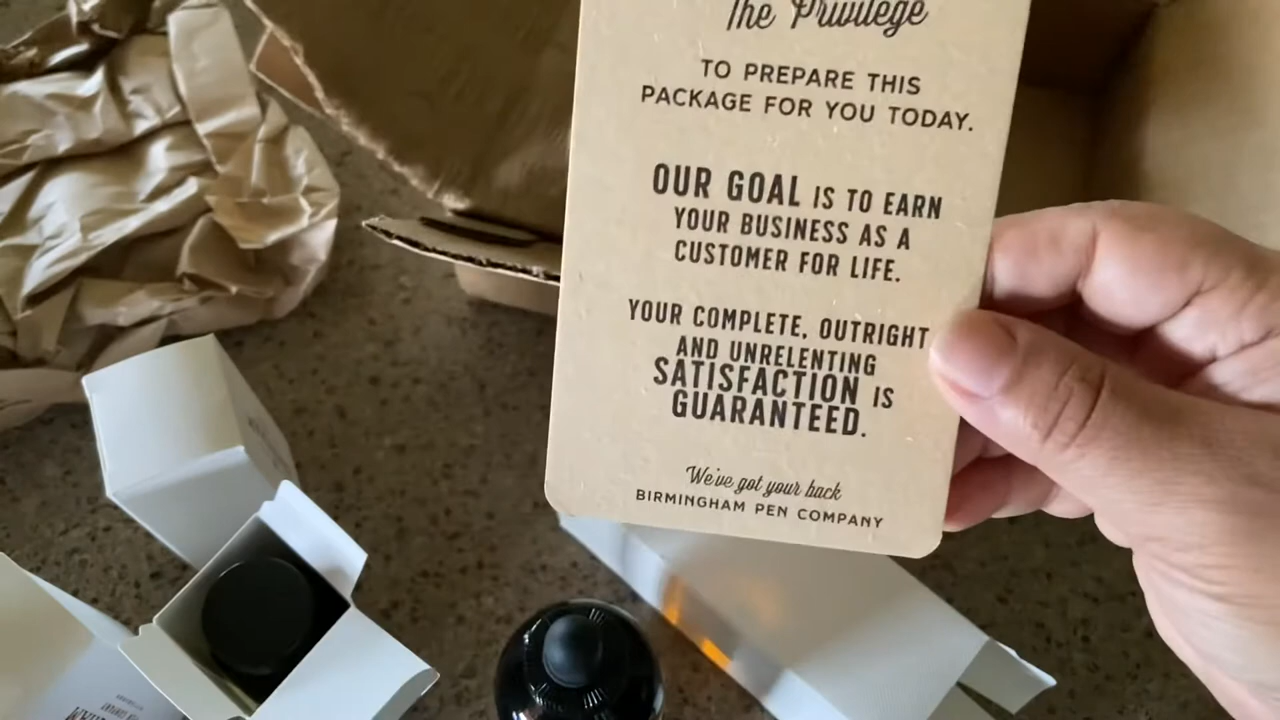 The Privilege
TO PREPARE THIS
PACKAGE FOR YOU TODAY.
OUR GOAL IS TO EARN
YOUR BUSINESS AS A
CUSTOMER FOR LIFE.
YOUR COMPLETE, OUTRIGHT
AND UNRELENTING
SATISFACTION IS
GUARANTEED.
We've got your back
BIRMINGHAM PEN COMPANY